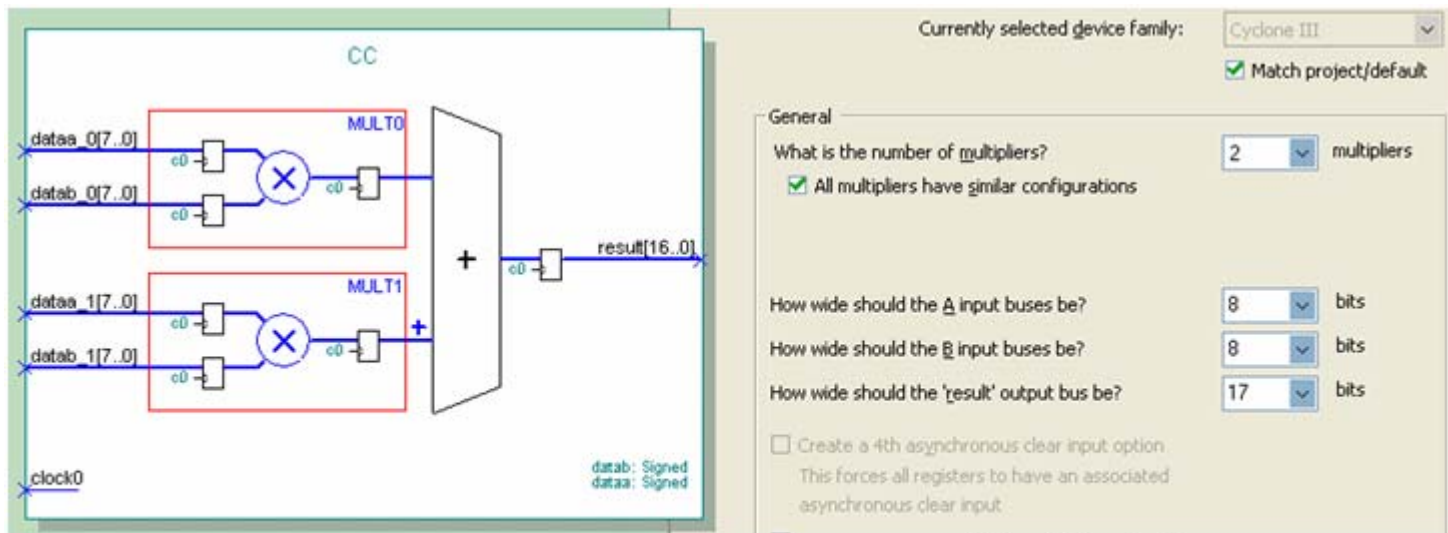 CC
MULT0
dataa_0[7..0]
c0
datab_0[7..0]
c0
c0
+
result[16..0]
c0
MULT1
dataa_1[7..0]
c0
+
datab_1[7..0]
c0
c0
clock0
datab: Signed
dataa: Signed
Currently selected device family:
Cyclone III
Match project/default
General
What is the number of multipliers?
2
multipliers
All multipliers have similar configurations
How wide should the A input buses be?
8
bits
How wide should the B input buses be?
8
bits
How wide should the 'result' output bus be?
17
bits
Create a 4th asynchronous clear input option
This forces all registers to have an associated
asynchronous clear input